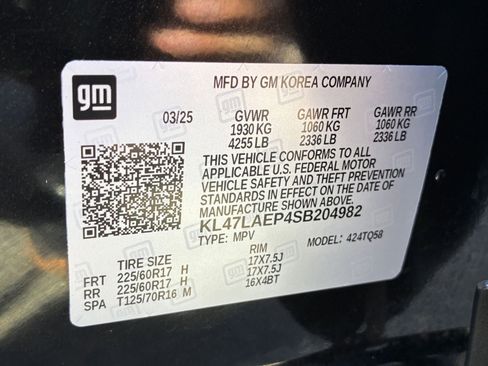 gm
MFD BY GM KOREA COMPANY
03/25 GVWR GAWR FRT GAWR RR
1930 KG 1060 KG 1060 KG
4255 LB 2336 LB 2336 LB
THIS VEHICLE CONFORMS TO ALL
APPLICABLE U.S. FEDERAL MOTOR
VEHICLE SAFETY AND THEFT PREVENTION
STANDARDS IN EFFECT ON THE DATE OF
MANUFACTURE SHOWN ABOVE.
KL47LAEP4SB204982
TYPE: MPV MODEL: 424TQ58
TIRE SIZE RIM
FRT 225/60R17 H 17X7.5J
RR 225/60R17 H 17X7.5J
SPA T125/70R16 M 16X4BT